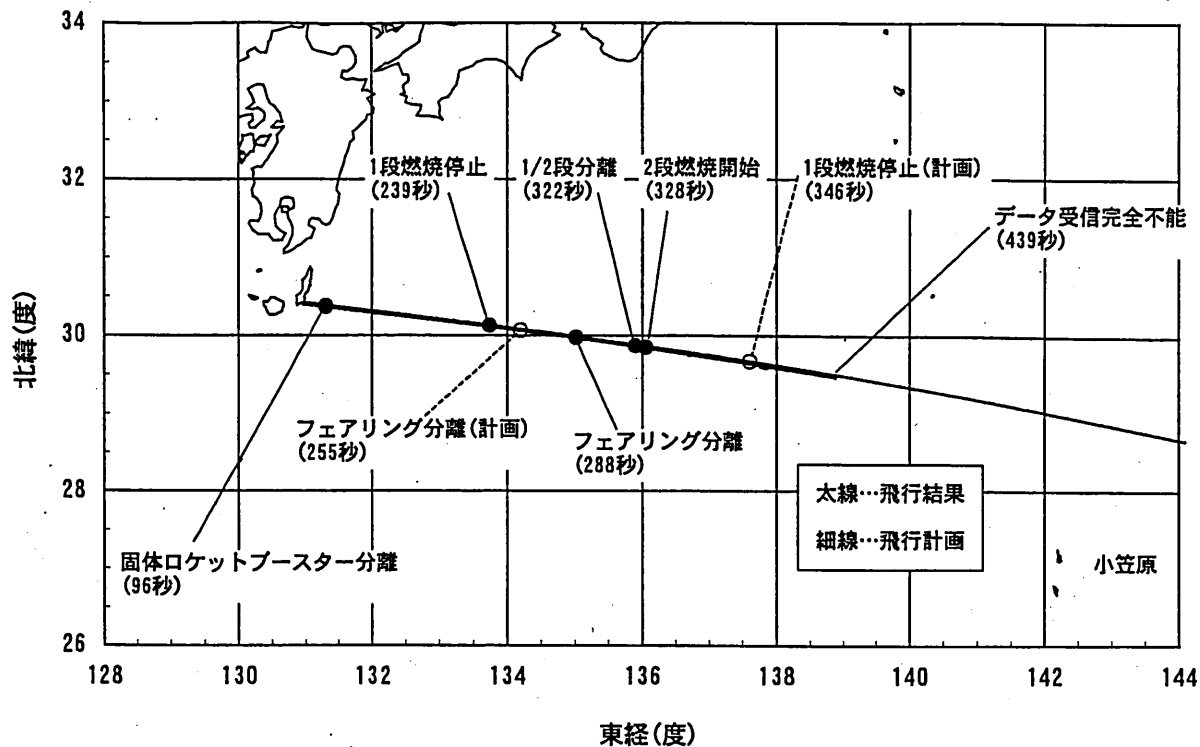 34
32
30
28
26
北緯(度)
1段燃焼停止
(239秒)
1/2段分離
(322秒)
2段燃焼開始
(328秒)
1段燃焼停止(計画)
(346秒)
データ受信完全不能
(439秒)
フェアリング分離(計画)
(255秒)
フェアリング分離
(288秒)
固体ロケットブースター分離
(96秒)
太線…飛行結果
細線…飛行計画
小笠原
128 130 132 134 136 138 140 142 144
東経(度)